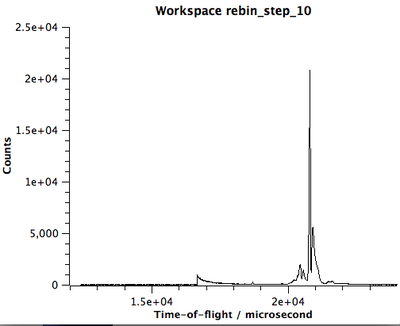 Workspace rebin_step_10
2.5e+04
2e+04
1.5e+04
1e+04
5,000
0
Counts
1.5e+04
2e+04
Time-of-flight / microsecond